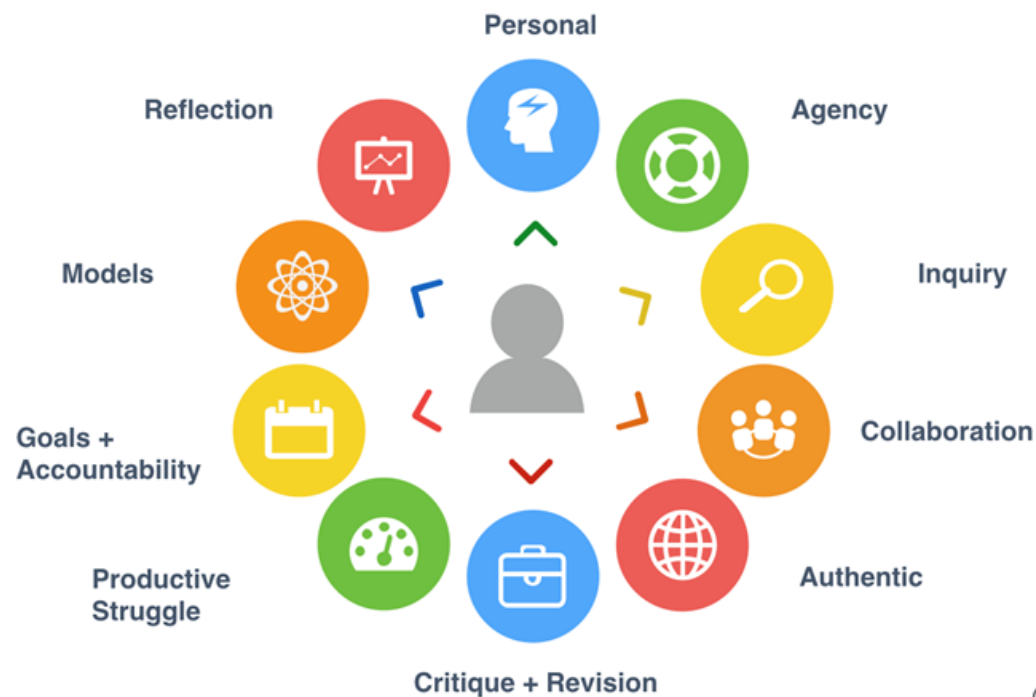 Personal
Reflection
Agency
Models
Inquiry
Goals +
Accountability
Collaboration
Productive
Struggle
Authentic
Critique + Revision